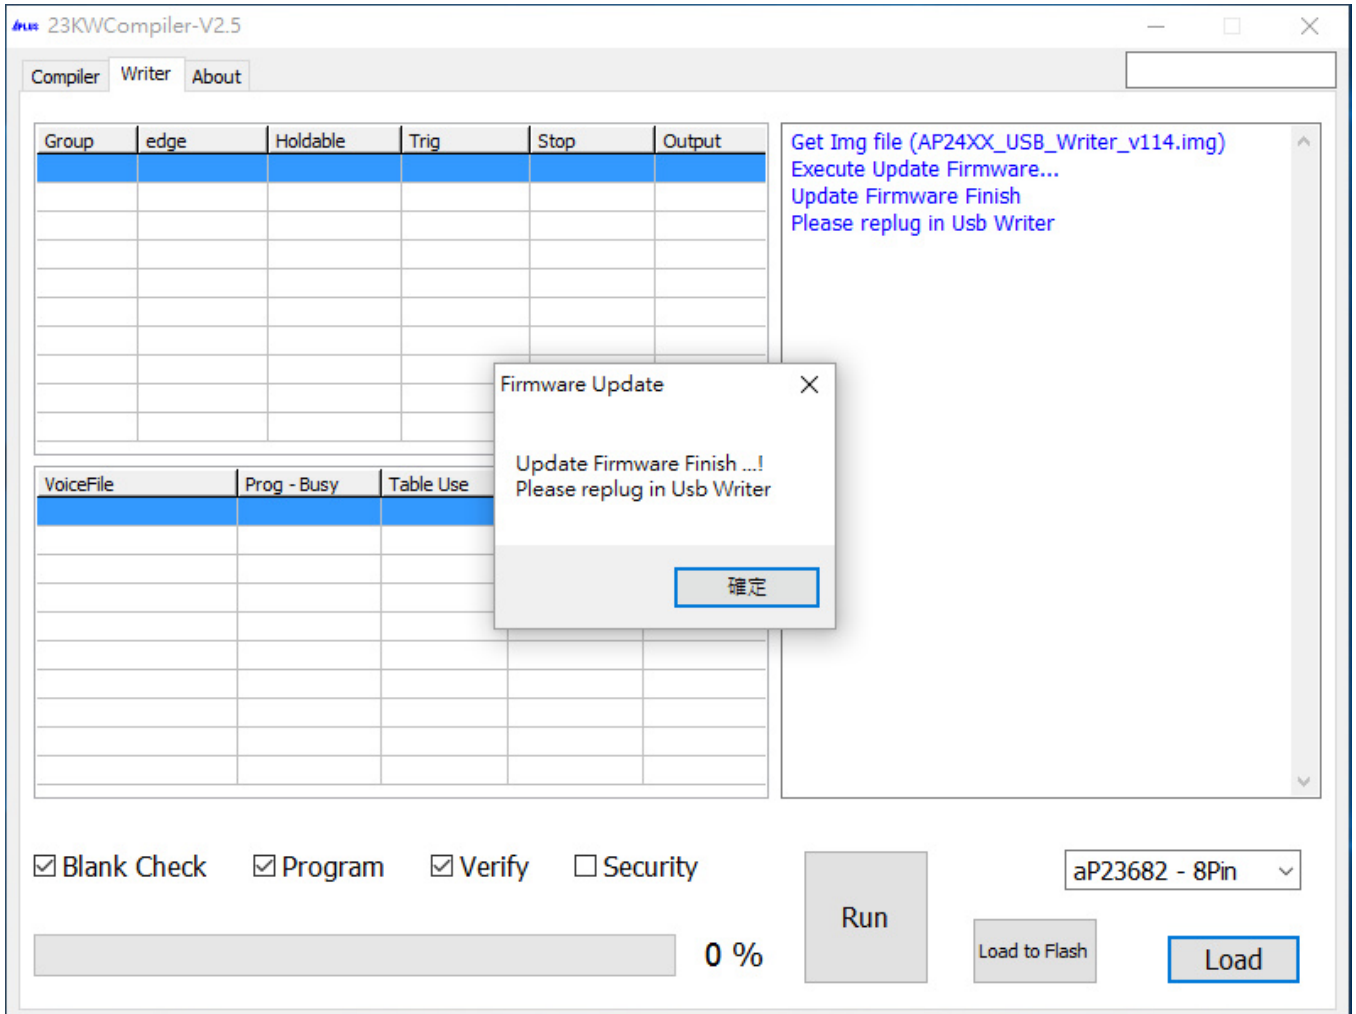 APLUS 23KWCompiler-V2.5
Compiler Writer About
Group edge Holdable Trig Stop Output
Get Img file (AP24XX_USB_Writer_v114.img)
Execute Update Firmware...
Update Firmware Finish
Please replug in Usb Writer
Firmware Update
Update Firmware Finish ...!
Please replug in Usb Writer
確定
VoiceFile Prog - Busy Table Use
Blank Check Program Verify Security
0 %
Run
aP23682 - 8Pin
Load to Flash
Load